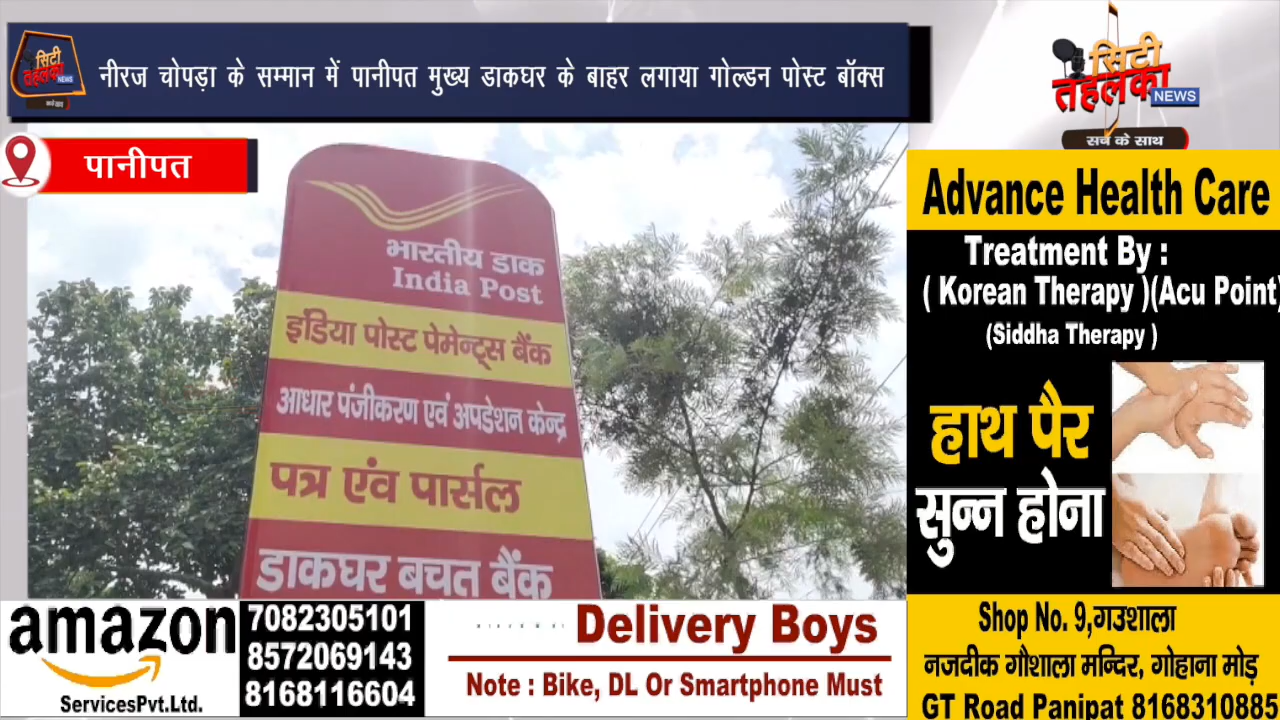 सिटी
तहलका
NEWS
नीरज चोपड़ा के सम्मान में पानीपत मुख्य डाकघर के बाहर लगाया गोल्डन पोस्ट बॉक्स
सिटी
तहलका
NEWS
सच के साथ
पानीपत
भारतीय डाक
India Post
इंडिया पोस्ट पेमेन्ट्स बैंक
आधार पंजीकरण एवं अपडेशन केन्द्र
पत्र एंव पार्सल
डाकघर बचत बैंक
Advance Health Care
Treatment By :
( Korean Therapy )(Acu Point)
(Siddha Therapy )
हाथ पैर
सुन्न होना
Shop No. 9,गउशाला
नजदीक गौशाला मन्दिर, गोहाना मोड़
GT Road Panipat 8168310885
amazon
ServicesPvt.Ltd.
7082305101
8572069143
8168116604
Delivery Boys
Note : Bike, DL Or Smartphone Must